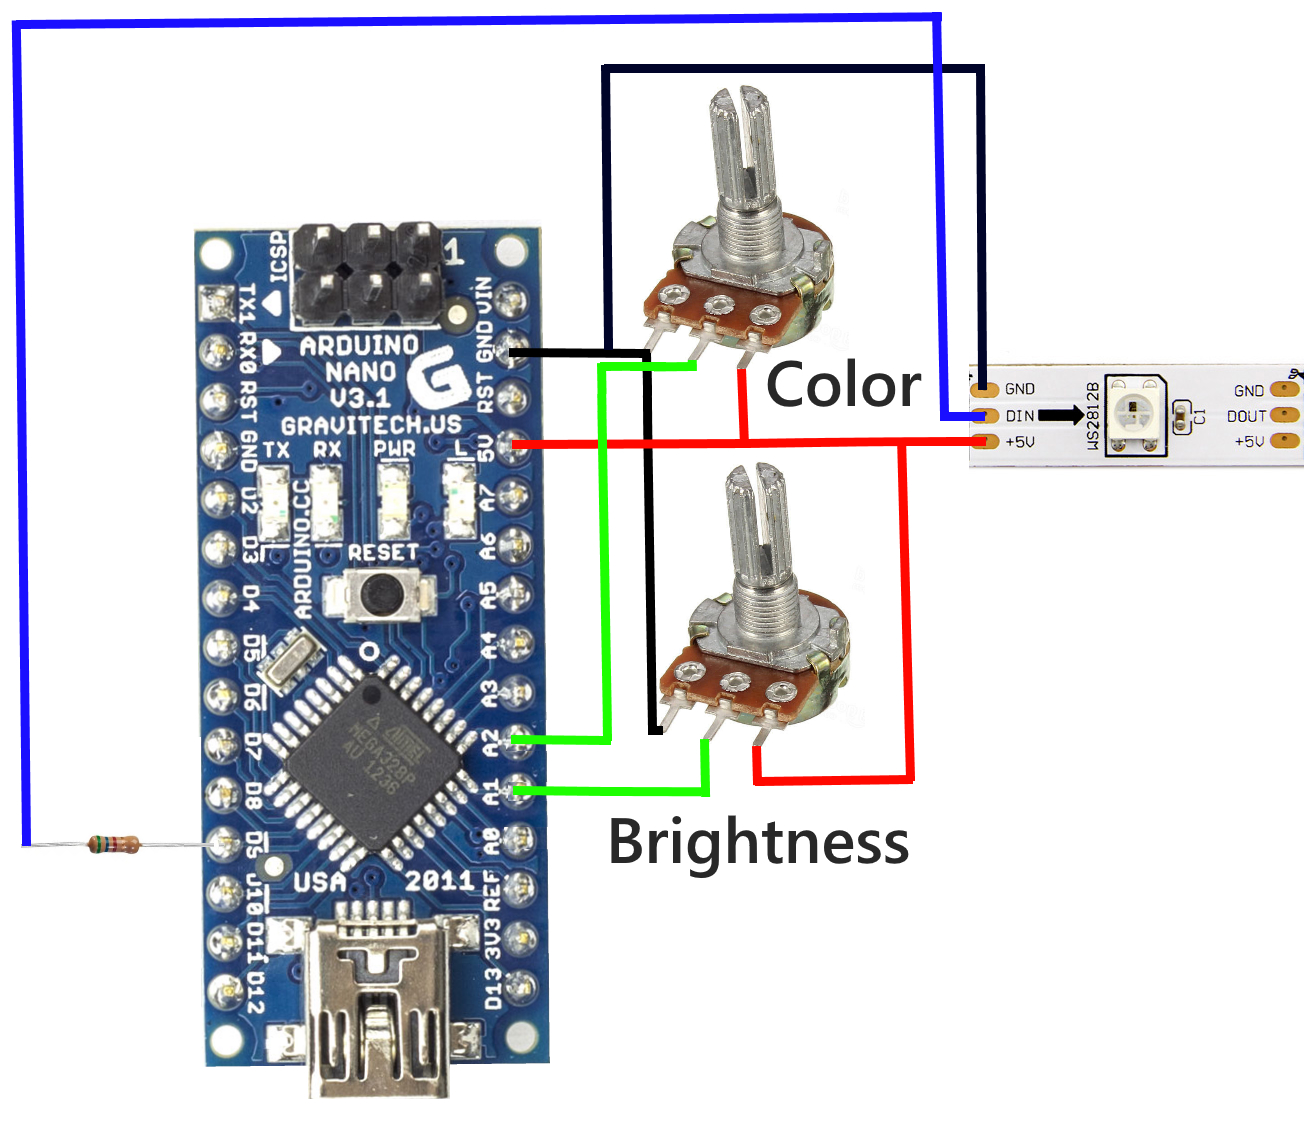 ICSP
1
TX1
RX0
RST
GND
D3
D4
D5
D6
D7
D8
D9
D11
D12
VIN
GND
RST
5V
A7
A6
A5
A4
A3
A2
A1
A0
REF
3V3
D13
ARDUINO
NANO
V3.1
GRAVITECH.US
TX RX PWR L
ARDUINO.CC
RESET
MEGA328P
AU 1236
USA 2011
Color
Brightness
GND
DIN
+5V
WS2812B
C1
GND
DOUT
+5V